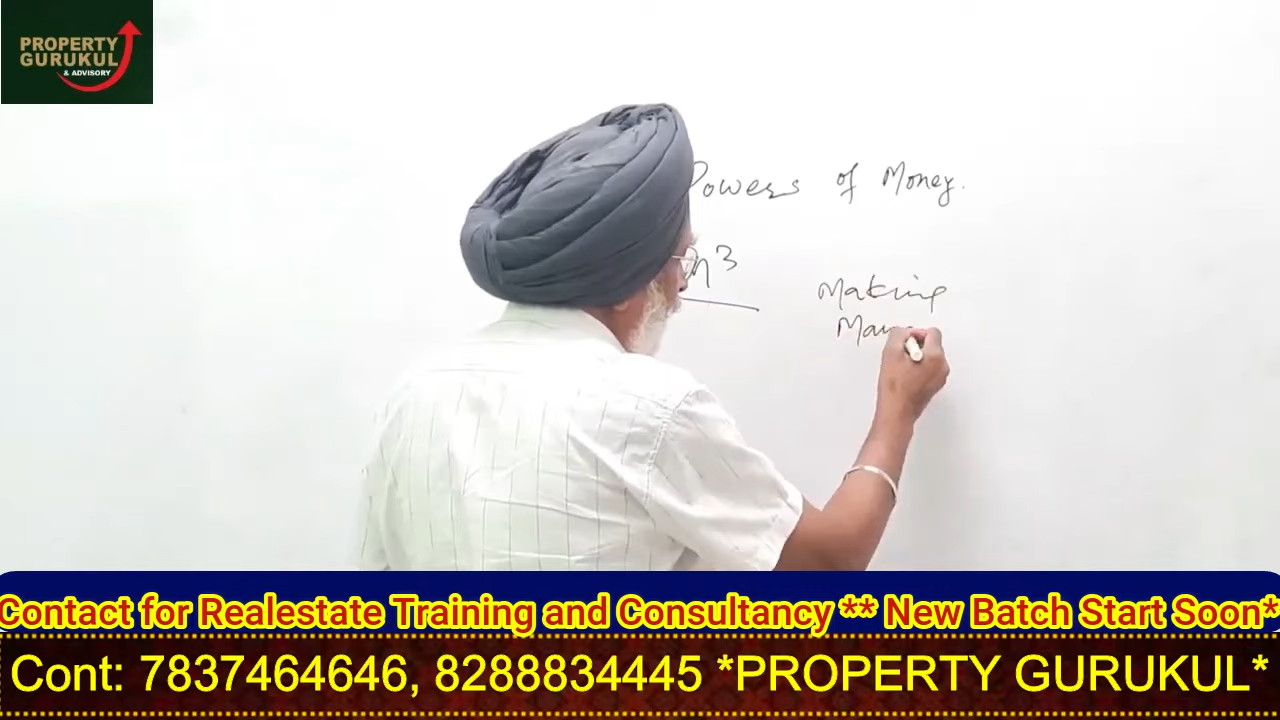 PROPERTY
GURUKUL
& ADVISORY
Powers of Money.
M³
Making
Contact for Realestate Training and Consultancy ** New Batch Start Soon*
Cont: 7837464646, 8288834445 *PROPERTY GURUKUL*